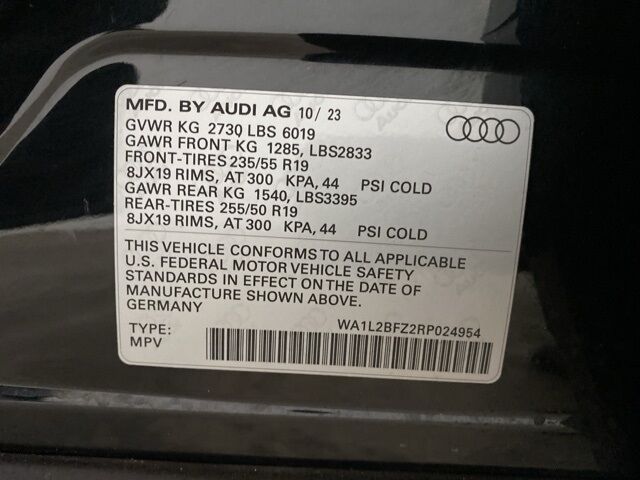 MFD. BY AUDI AG 10/ 23
GVWR KG 2730 LBS 6019
GAWR FRONT KG 1285, LBS2833
FRONT-TIRES 235/55 R19
8JX19 RIMS, AT 300 KPA, 44 PSI COLD
GAWR REAR KG 1540, LBS3395
REAR-TIRES 255/50 R19
8JX19 RIMS, AT 300 KPA, 44 PSI COLD
THIS VEHICLE CONFORMS TO ALL APPLICABLE
U.S. FEDERAL MOTOR VEHICLE SAFETY
STANDARDS IN EFFECT ON THE DATE OF
MANUFACTURE SHOWN ABOVE.
GERMANY
WA1L2BFZ2RP024954
TYPE:
MPV